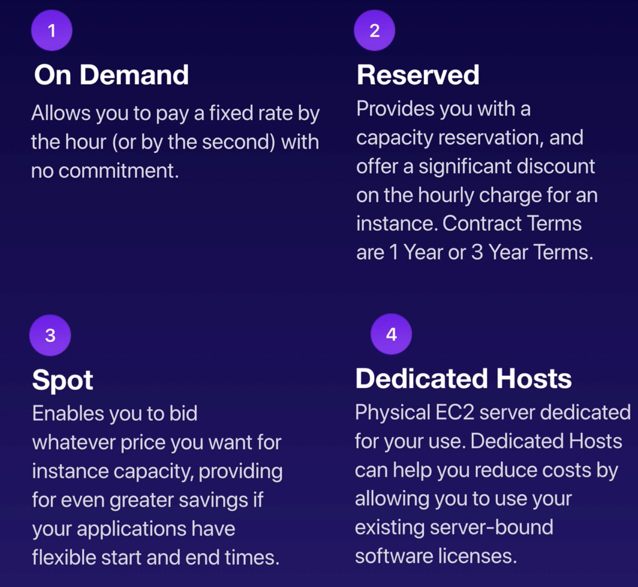 1
On Demand
Allows you to pay a fixed rate by
the hour (or by the second) with
no commitment.
2
Reserved
Provides you with a
capacity reservation, and
offer a significant discount
on the hourly charge for an
instance. Contract Terms
are 1 Year or 3 Year Terms.
3
Spot
Enables you to bid
whatever price you want for
instance capacity, providing
for even greater savings if
your applications have
flexible start and end times.
4
Dedicated Hosts
Physical EC2 server dedicated
for your use. Dedicated Hosts
can help you reduce costs by
allowing you to use your
existing server-bound
software licenses.